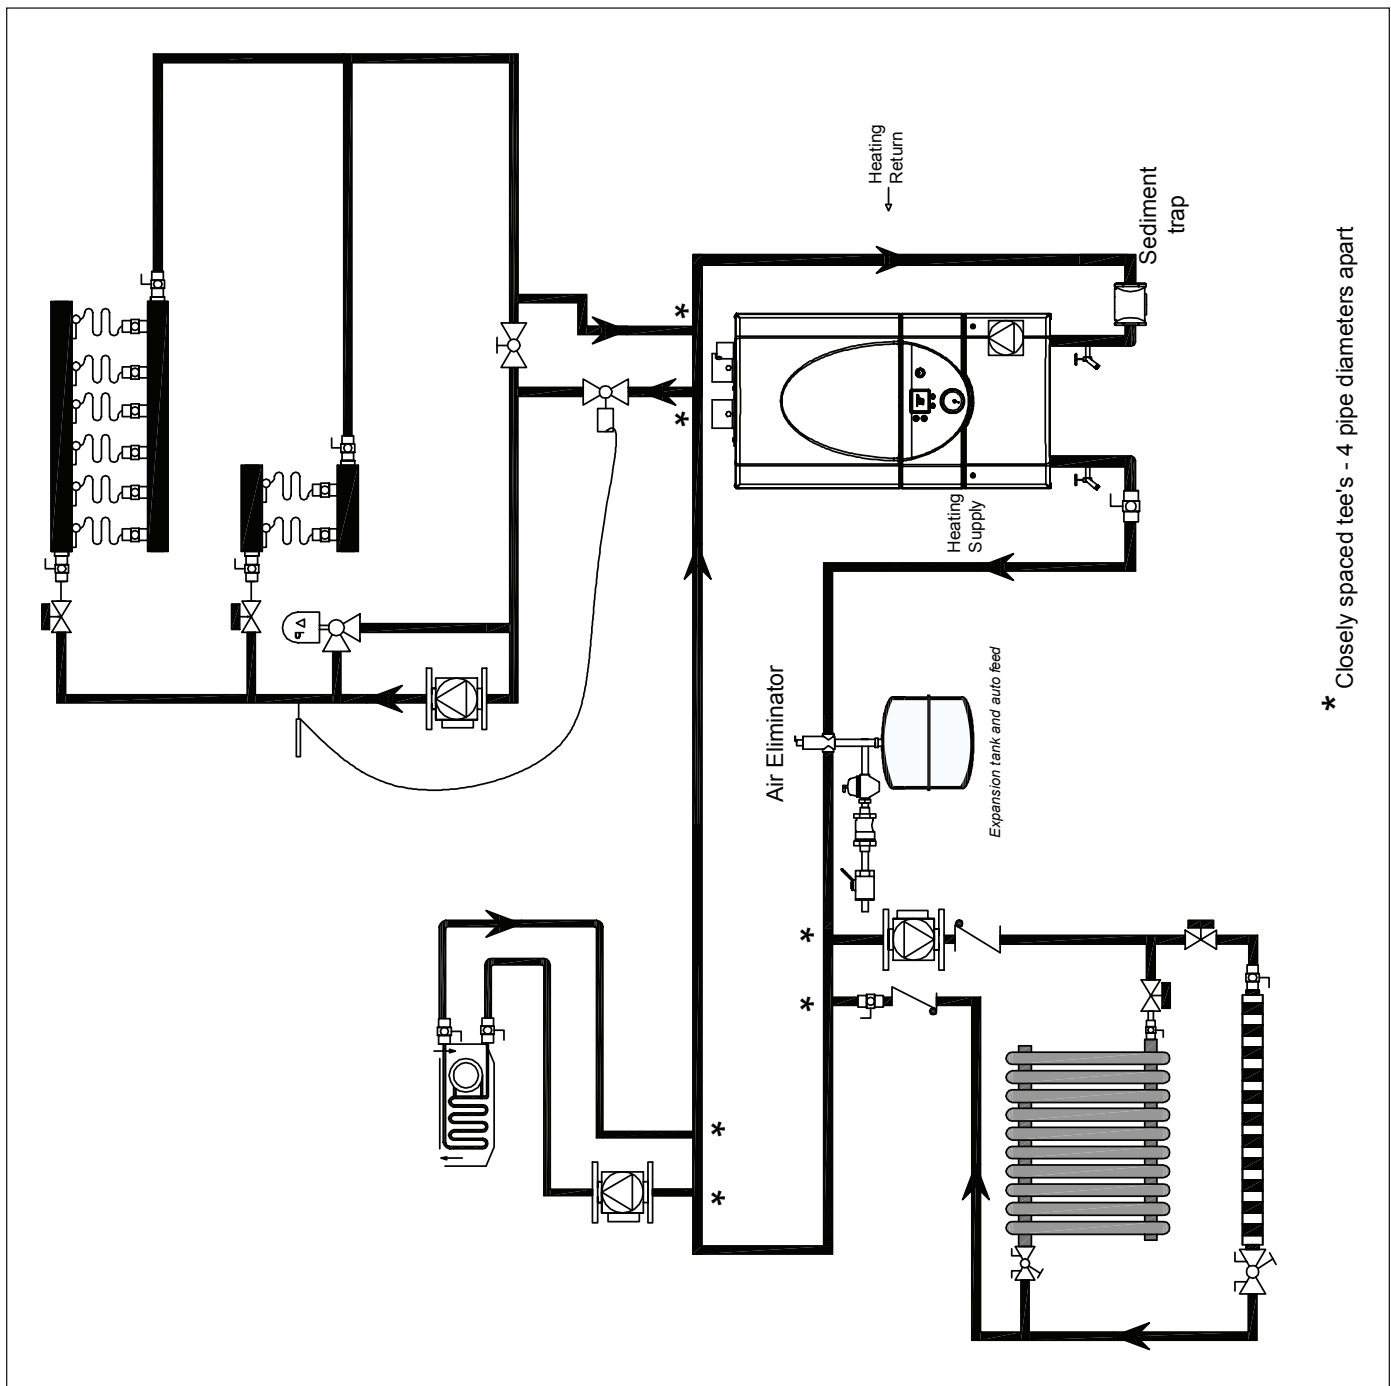 Heating
Return
Sediment
trap
Heating
Supply
Air Eliminator
Expansion tank and auto feed
Δ P
* Closely spaced tee's - 4 pipe diameters apart